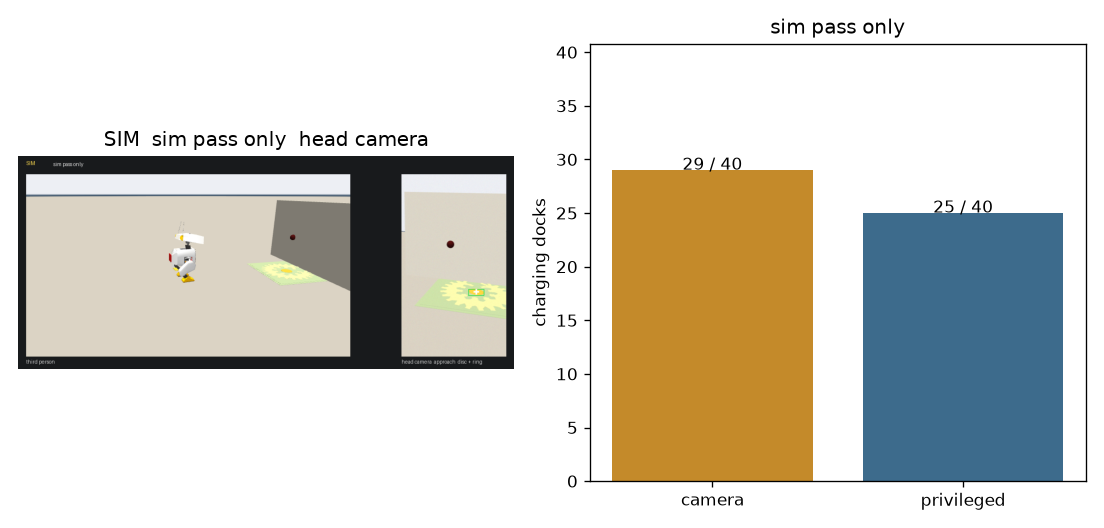 SIM  sim pass only  head camera
SIM sim pass only
third person
head camera approach disc + ring
sim pass only
charging docks
40
35
30
25
20
15
10
5
0
29 / 40
25 / 40
camera
privileged